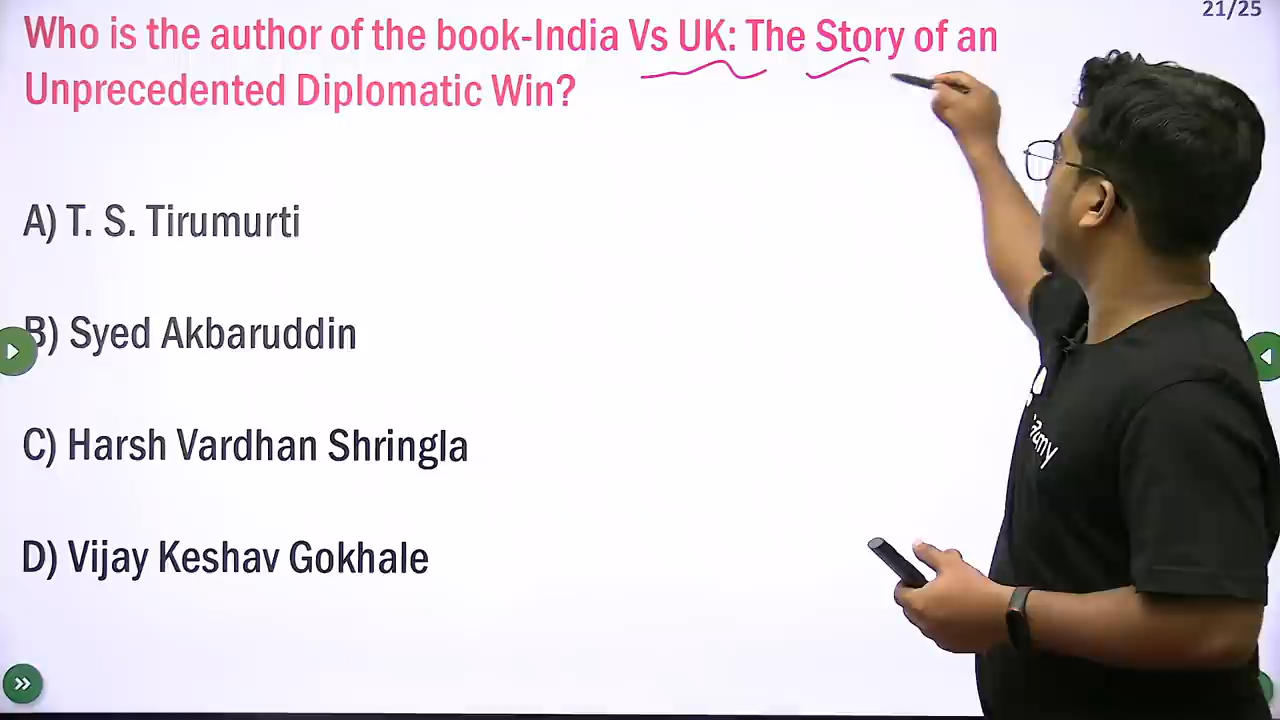 21/25
Who is the author of the book-India Vs UK: The Story of an
Unprecedented Diplomatic Win?
A) T. S. Tirumurti
B) Syed Akbaruddin
C) Harsh Vardhan Shringla
D) Vijay Keshav Gokhale